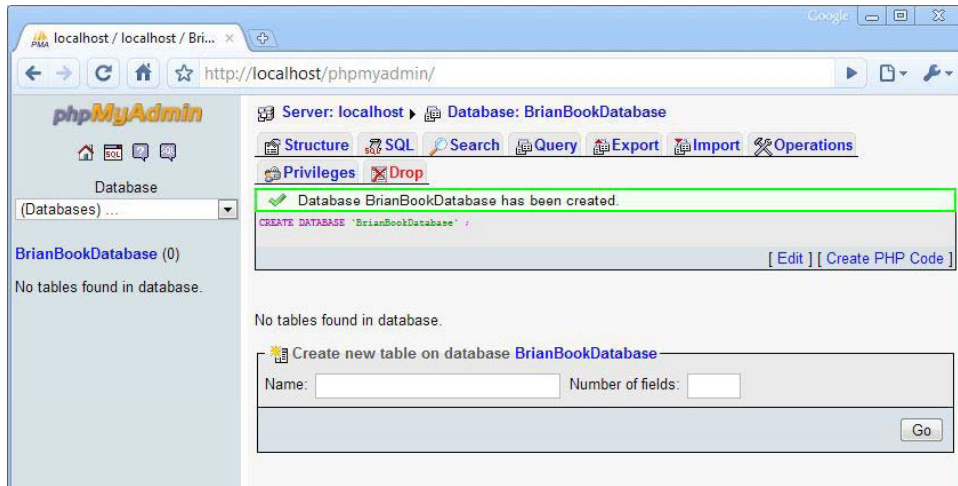 Google
localhost / localhost / Bri...
http://localhost/phpmyadmin/
phpMyAdmin
Server: localhost Database: BrianBookDatabase
Structure SQL Search Query Export Import Operations
Privileges Drop
Database
(Databases) ...
Database BrianBookDatabase has been created.
CREATE DATABASE `BrianBookDatabase` ;
[ Edit ] [ Create PHP Code ]
BrianBookDatabase (0)
No tables found in database.
No tables found in database.
Create new table on database BrianBookDatabase
Name: Number of fields:
Go